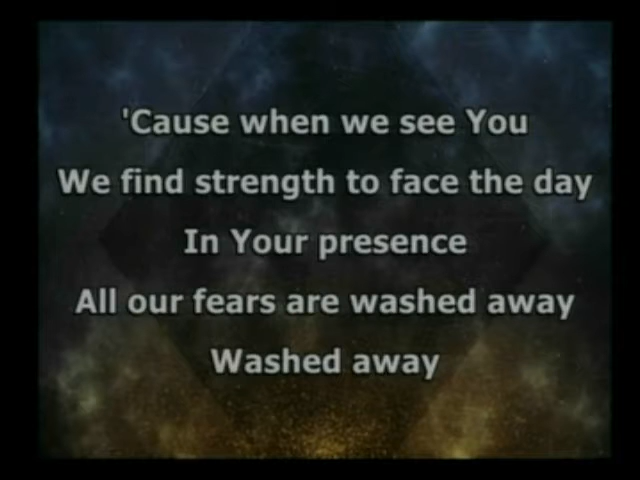 'Cause when we see You
We find strength to face the day
In Your presence
All our fears are washed away
Washed away